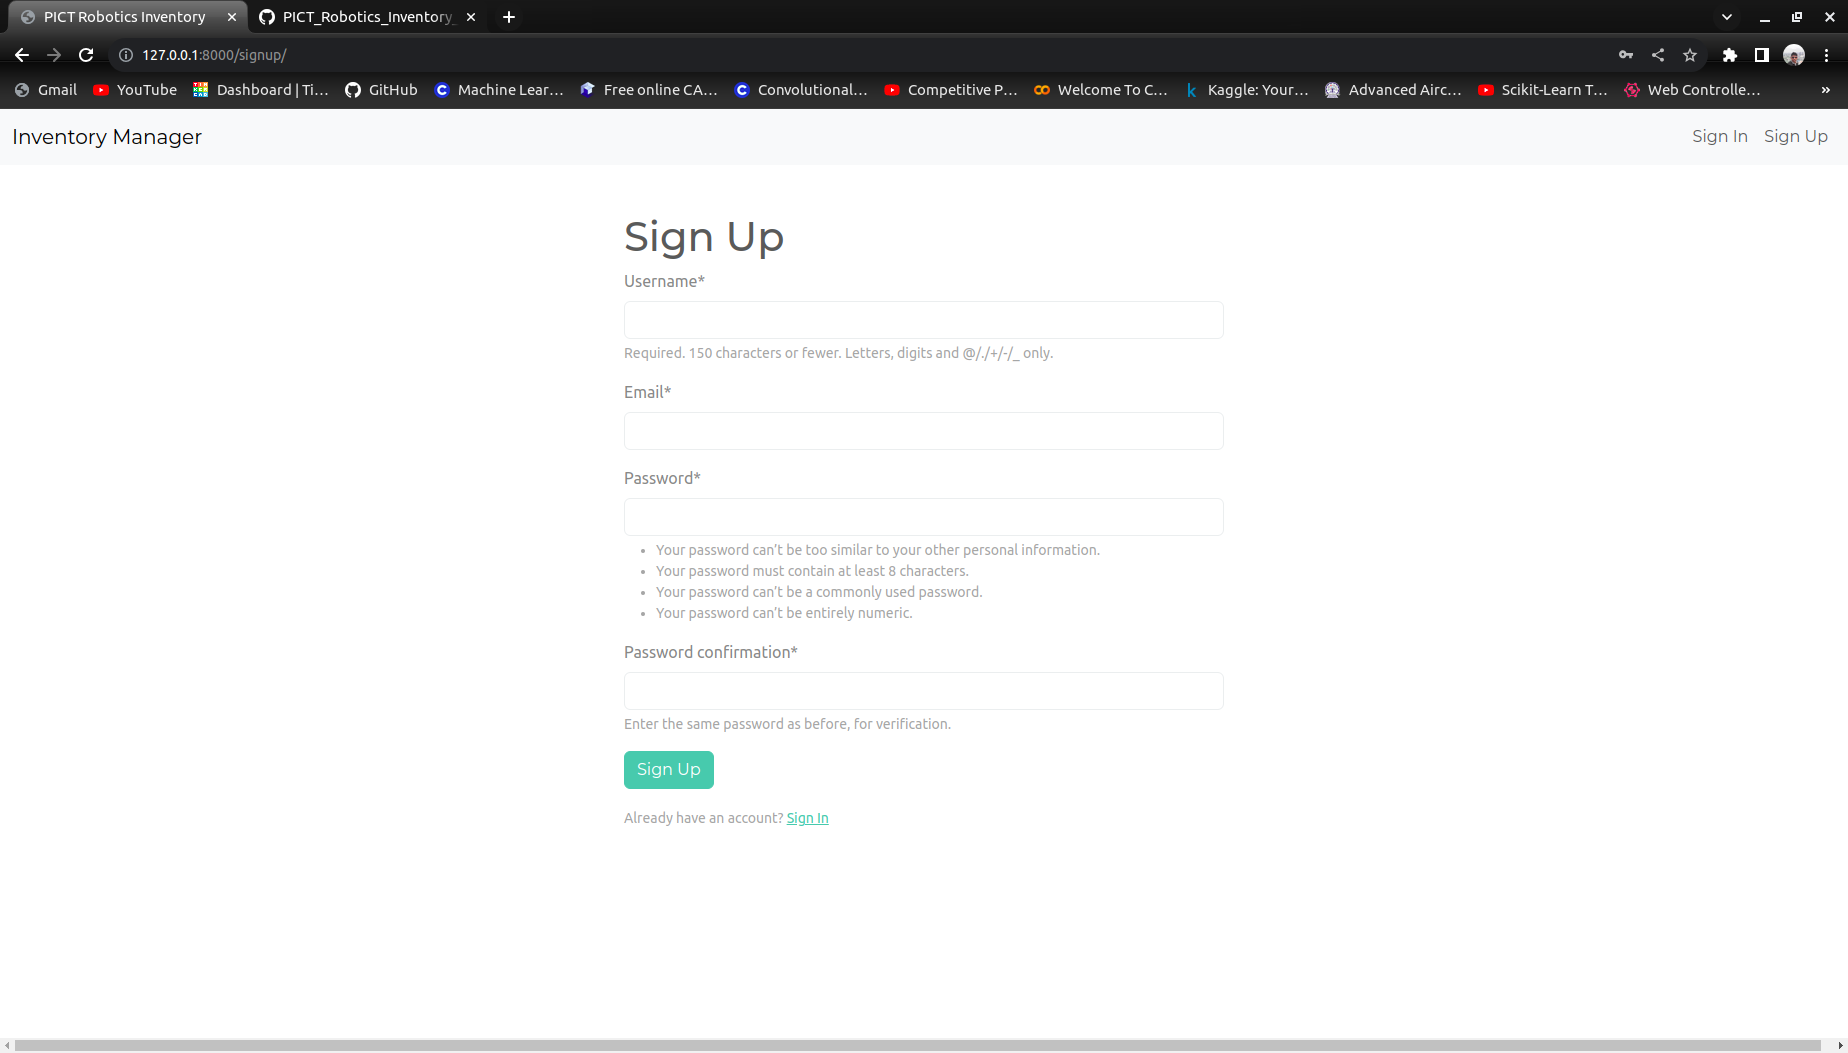 PICT Robotics Inventory
PICT_Robotics_Inventory_
127.0.0.1:8000/signup/
Gmail YouTube Dashboard | Ti... GitHub Machine Lear... Free online CA... Convolutional... Competitive P... Welcome To C... Kaggle: Your... Advanced Airc... Scikit-Learn T... Web Controlle... »
Inventory Manager Sign In Sign Up
Sign Up
Username*
Required. 150 characters or fewer. Letters, digits and @/./+/-/_ only.
Email*
Password*
• Your password can’t be too similar to your other personal information.
• Your password must contain at least 8 characters.
• Your password can’t be a commonly used password.
• Your password can’t be entirely numeric.
Password confirmation*
Enter the same password as before, for verification.
Sign Up
Already have an account? Sign In